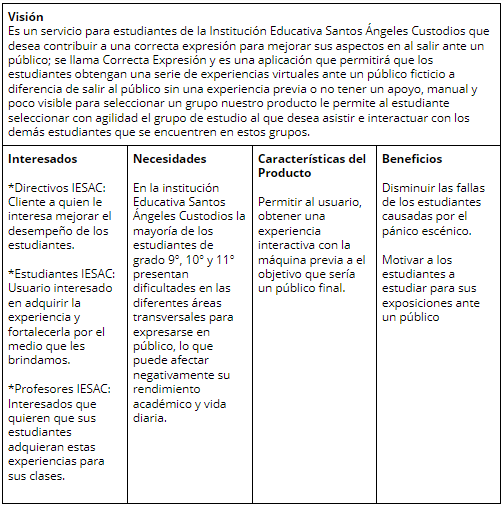 Visión
Es un servicio para estudiantes de la Institución Educativa Santos Ángeles Custodios que
desea contribuir a una correcta expresión para mejorar sus aspectos en al salir ante un
público; se llama Correcta Expresión y es una aplicación que permitirá que los
estudiantes obtengan una serie de experiencias virtuales ante un público ficticio a
diferencia de salir al público sin una experiencia previa o no tener un apoyo, manual y
poco visible para seleccionar un grupo nuestro producto le permite al estudiante
seleccionar con agilidad el grupo de estudio al que desea asistir e interactuar con los
demás estudiantes que se encuentren en estos grupos.
Interesados
*Directivos IESAC:
Cliente a quien le
interesa mejorar el
desempeño de los
estudiantes.
*Estudiantes IESAC:
Usuario interesado
en adquirir la
experiencia y
fortalecerla por el
medio que les
brindamos.
*Profesores IESAC:
Interesados que
quieren que sus
estudiantes
adquieran estas
experiencias para
sus clases.
Necesidades
En la institución
Educativa Santos
Ángeles Custodios la
mayoría de los
estudiantes de
grado 9°, 10° y 11°
presentan
dificultades en las
diferentes áreas
transversales para
expresarse en
público, lo que
puede afectar
negativamente su
rendimiento
académico y vida
diaria.
Características del
Producto
Permitir al usuario,
obtener una
experiencia
interactiva con la
máquina previa a el
objetivo que sería
un público final.
Beneficios
Disminuir las fallas
de los estudiantes
causadas por el
pánico escénico.
Motivar a los
estudiantes a
estudiar para sus
exposiciones ante
un público